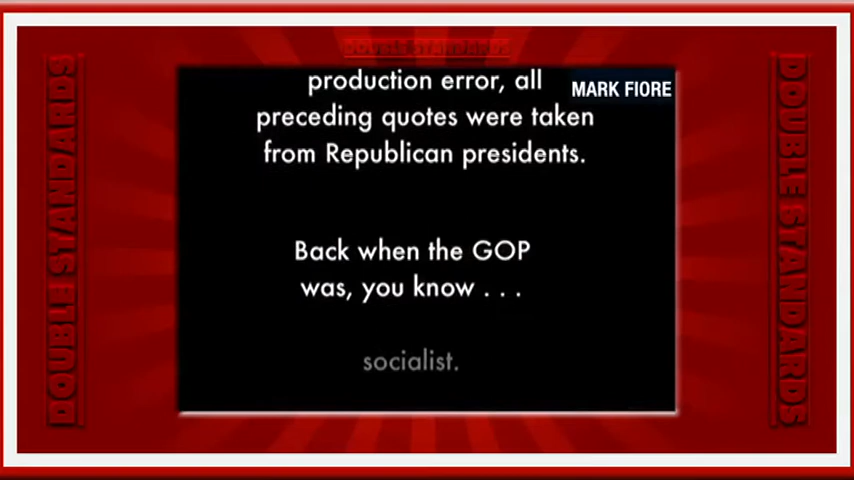 DOUBLE STANDARDS
MARK FIORE
production error, all
preceding quotes were taken
from Republican presidents.
Back when the GOP
was, you know . . .
socialist.
DOUBLE STANDARDS
DOUBLE STANDARDS